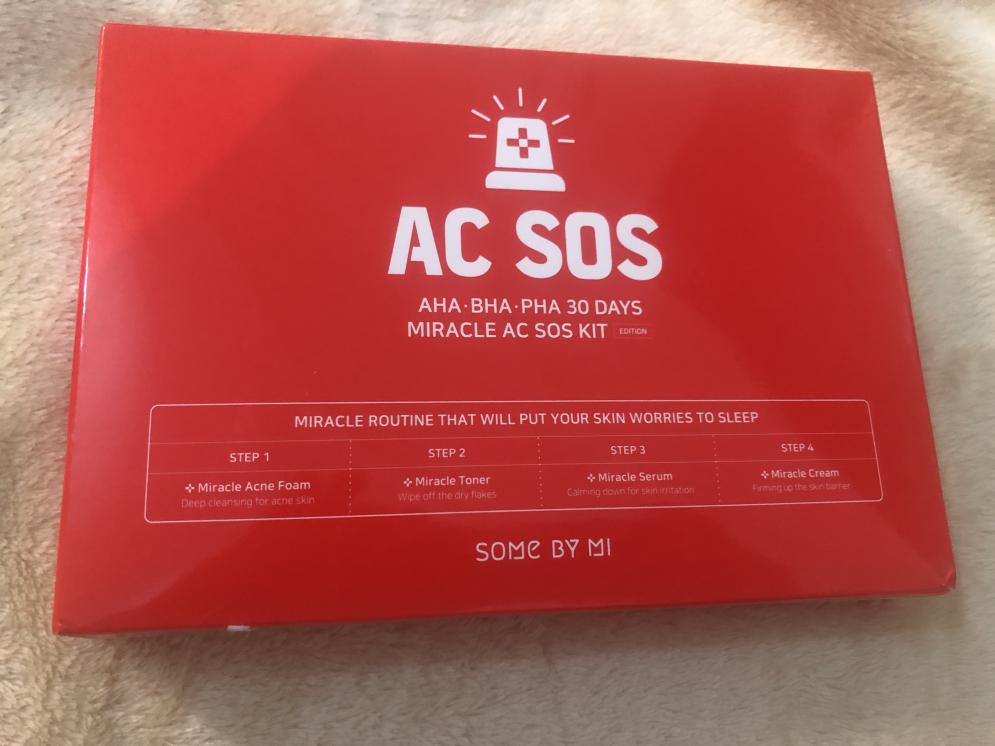 AC SOS
AHA·BHA·PHA 30 DAYS
MIRACLE AC SOS KIT EDITION
MIRACLE ROUTINE THAT WILL PUT YOUR SKIN WORRIES TO SLEEP
STEP 1 STEP 2 STEP 3 STEP 4
Miracle Acne Foam Miracle Toner Miracle Serum Miracle Cream
Deep cleansing for acne skin Wipe off the dry flakes Calming down for skin irritation Firming up the skin barrier
SOME BY MI